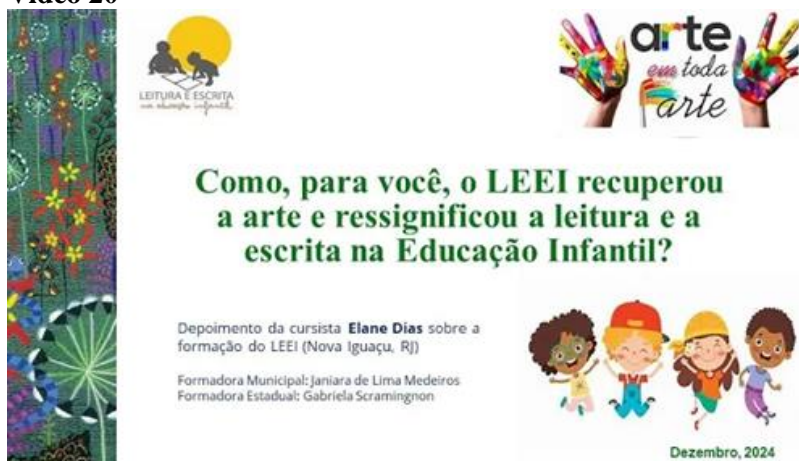 Vídeo 20
LEITURA E ESCRITA
na educação infantil
arte
em toda
arte
Como, para você, o LEEI recuperou
a arte e ressignificou a leitura e a
escrita na Educação Infantil?
Depoimento da cursista Elane Dias sobre a
formação do LEEI (Nova Iguaçu, RJ)
Formadora Municipal: Janiara de Lima Medeiros
Formadora Estadual: Gabriela Scramingnon
Dezembro, 2024